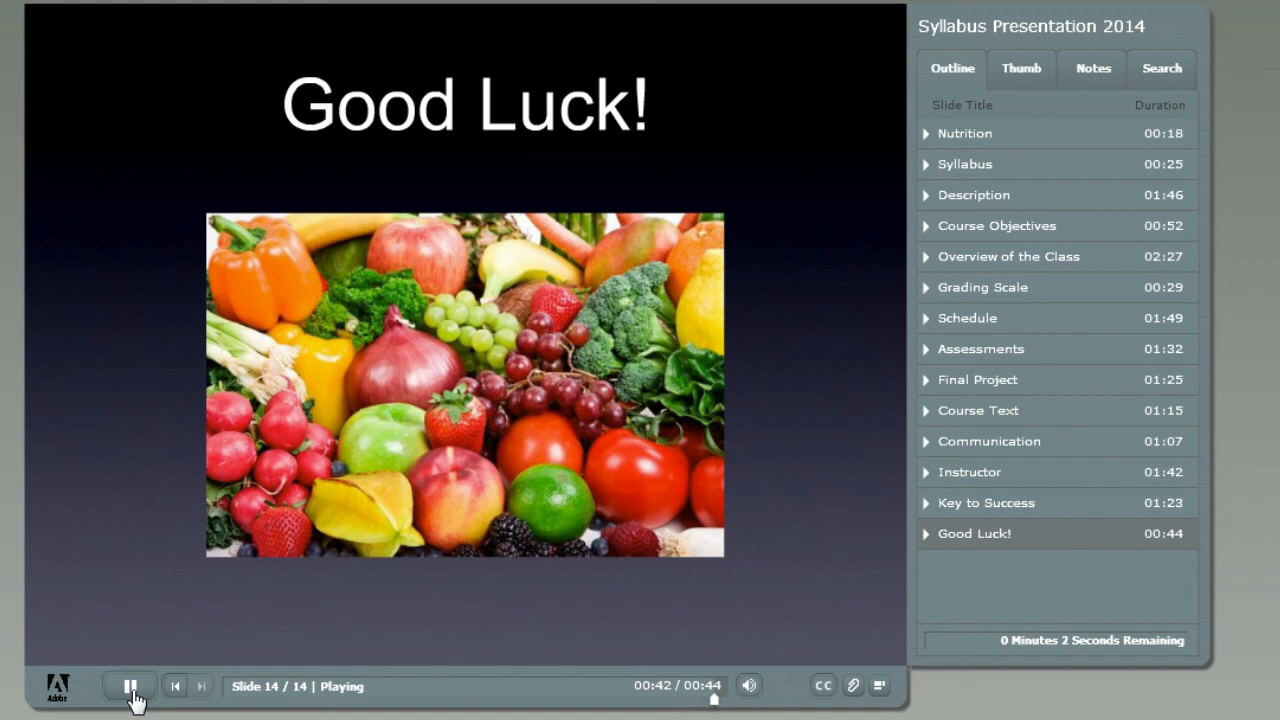 Good Luck!
Syllabus Presentation 2014
Outline Thumb Notes Search
Slide Title Duration
Nutrition 00:18
Syllabus 00:25
Description 01:46
Course Objectives 00:52
Overview of the Class 02:27
Grading Scale 00:29
Schedule 01:49
Assessments 01:32
Final Project 01:25
Course Text 01:15
Communication 01:07
Instructor 01:42
Key to Success 01:23
Good Luck! 00:44
0 Minutes 2 Seconds Remaining
Adobe
Slide 14 / 14 | Playing
00:42 / 00:44
CC